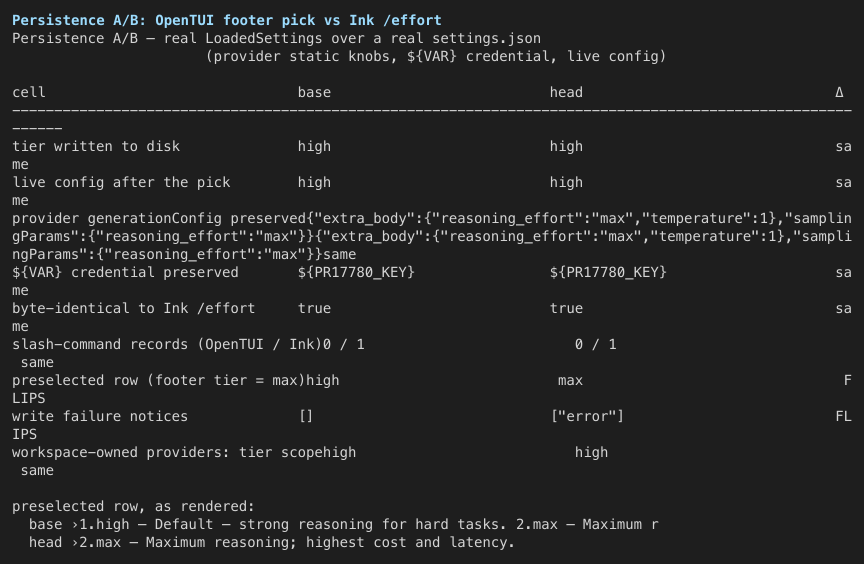 Persistence A/B: OpenTUI footer pick vs Ink /effort
Persistence A/B — real LoadedSettings over a real settings.json
(provider static knobs, ${VAR} credential, live config)
cell base head Δ
────────────────────────────────────────────────────────────────────────────────────────────────────
──────
tier written to disk high high sa
me
live config after the pick high high sa
me
provider generationConfig preserved{"extra_body":{"reasoning_effort":"max","temperature":1},"samplin
gParams":{"reasoning_effort":"max"}}{"extra_body":{"reasoning_effort":"max","temperature":1},"sampli
ngParams":{"reasoning_effort":"max"}}same
${VAR} credential preserved ${PR17780_KEY} ${PR17780_KEY} sa
me
byte-identical to Ink /effort true true sa
me
slash-command records (OpenTUI / Ink)0 / 1 0 / 1
same
preselected row (footer tier = max)high max F
LIPS
write failure notices [] ["error"] FL
IPS
workspace-owned providers: tier scopehigh high
same
preselected row, as rendered:
base ›1.high — Default — strong reasoning for hard tasks. 2.max — Maximum r
head ›2.max — Maximum reasoning; highest cost and latency.